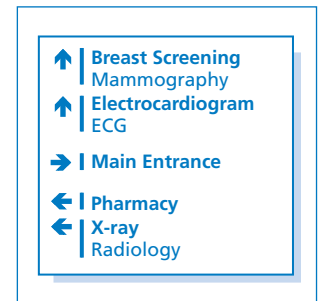 Breast Screening
Mammography
Electrocardiogram
ECG
Main Entrance
Pharmacy
X-ray
Radiology